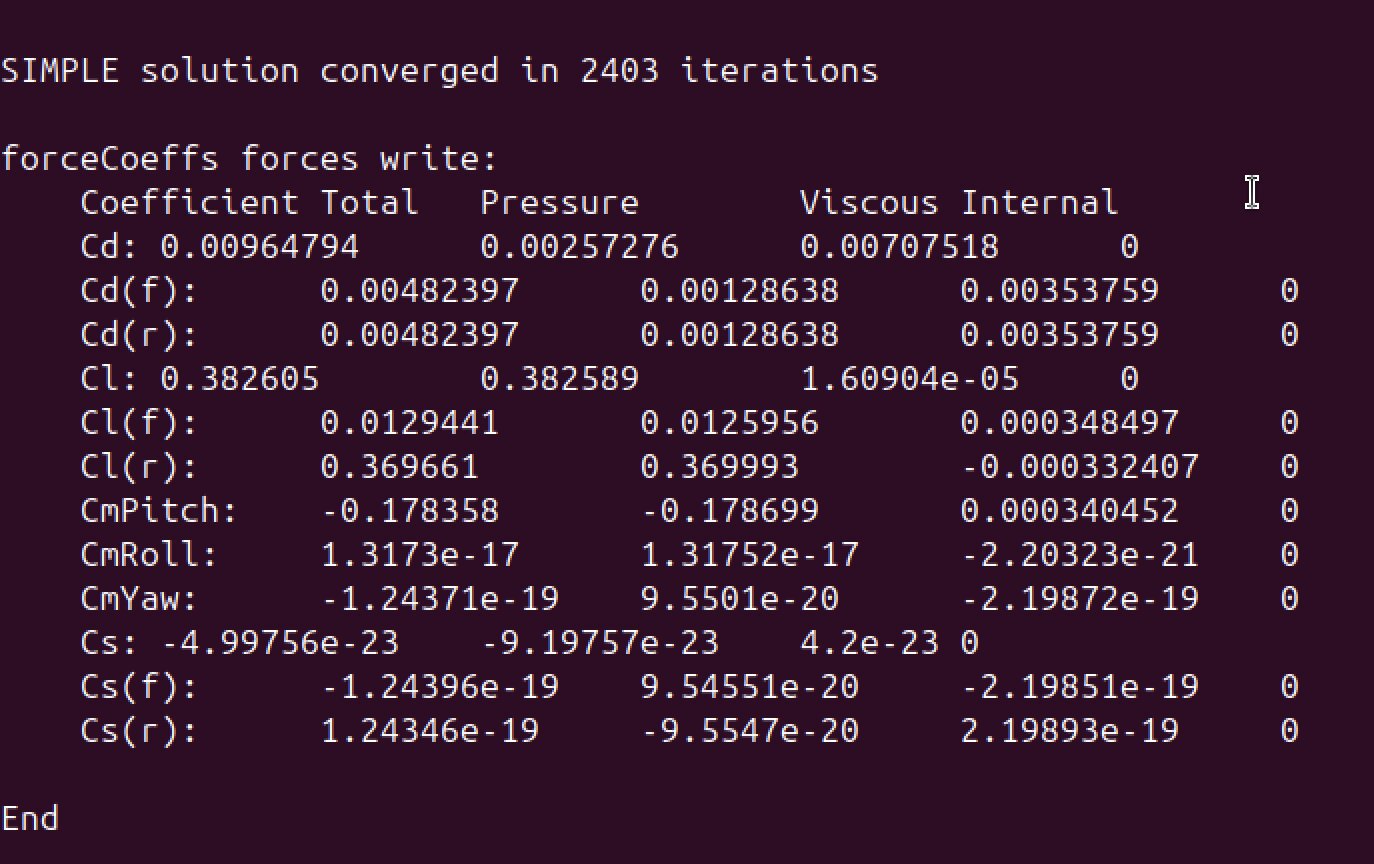 SIMPLE solution converged in 2403 iterations
forceCoeffs forces write:
Coefficient Total Pressure Viscous Internal
Cd: 0.00964794 0.00257276 0.00707518 0
Cd(f): 0.00482397 0.00128638 0.00353759 0
Cd(r): 0.00482397 0.00128638 0.00353759 0
Cl: 0.382605 0.382589 1.60904e-05 0
Cl(f): 0.0129441 0.0125956 0.000348497 0
Cl(r): 0.369661 0.369993 -0.000332407 0
CmPitch: -0.178358 -0.178699 0.000340452 0
CmRoll: 1.3173e-17 1.31752e-17 -2.20323e-21 0
CmYaw: -1.24371e-19 9.5501e-20 -2.19872e-19 0
Cs: -4.99756e-23 -9.19757e-23 4.2e-23 0
Cs(f): -1.24396e-19 9.54551e-20 -2.19851e-19 0
Cs(r): 1.24346e-19 -9.5547e-20 2.19893e-19 0
End